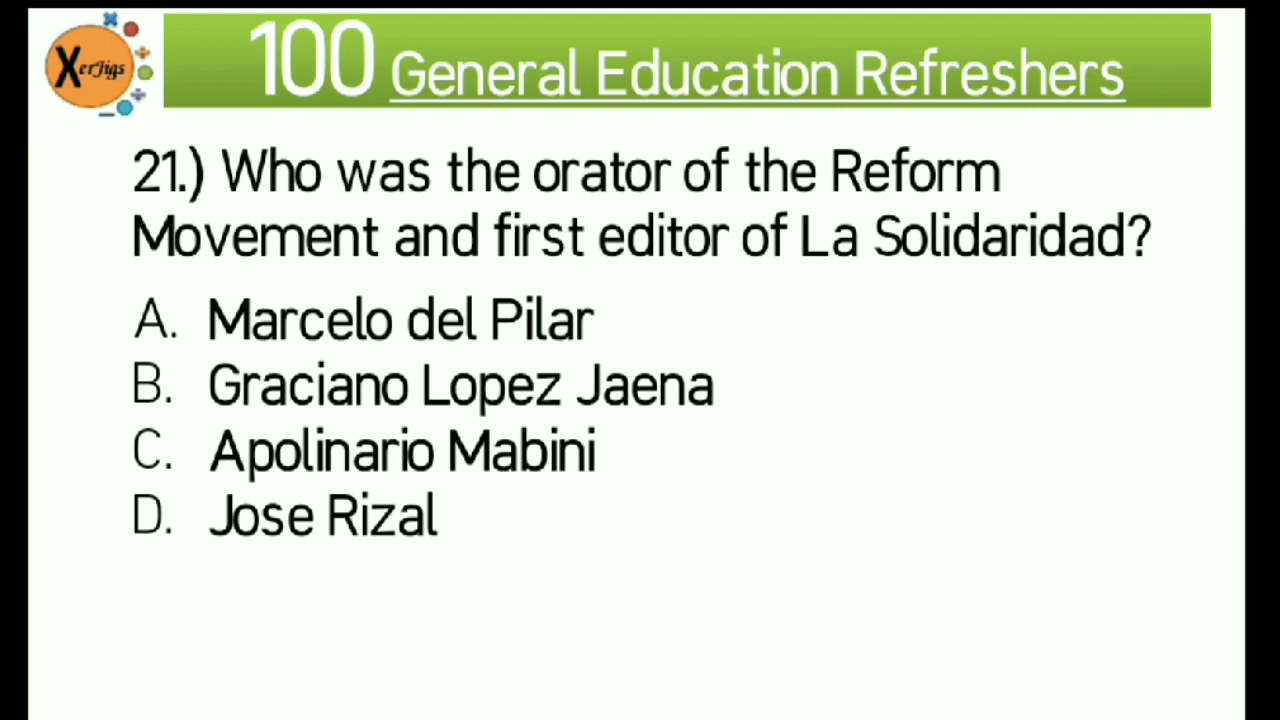 XerJigs
100 General Education Refreshers
21.) Who was the orator of the Reform
Movement and first editor of La Solidaridad?
A. Marcelo del Pilar
B. Graciano Lopez Jaena
C. Apolinario Mabini
D. Jose Rizal